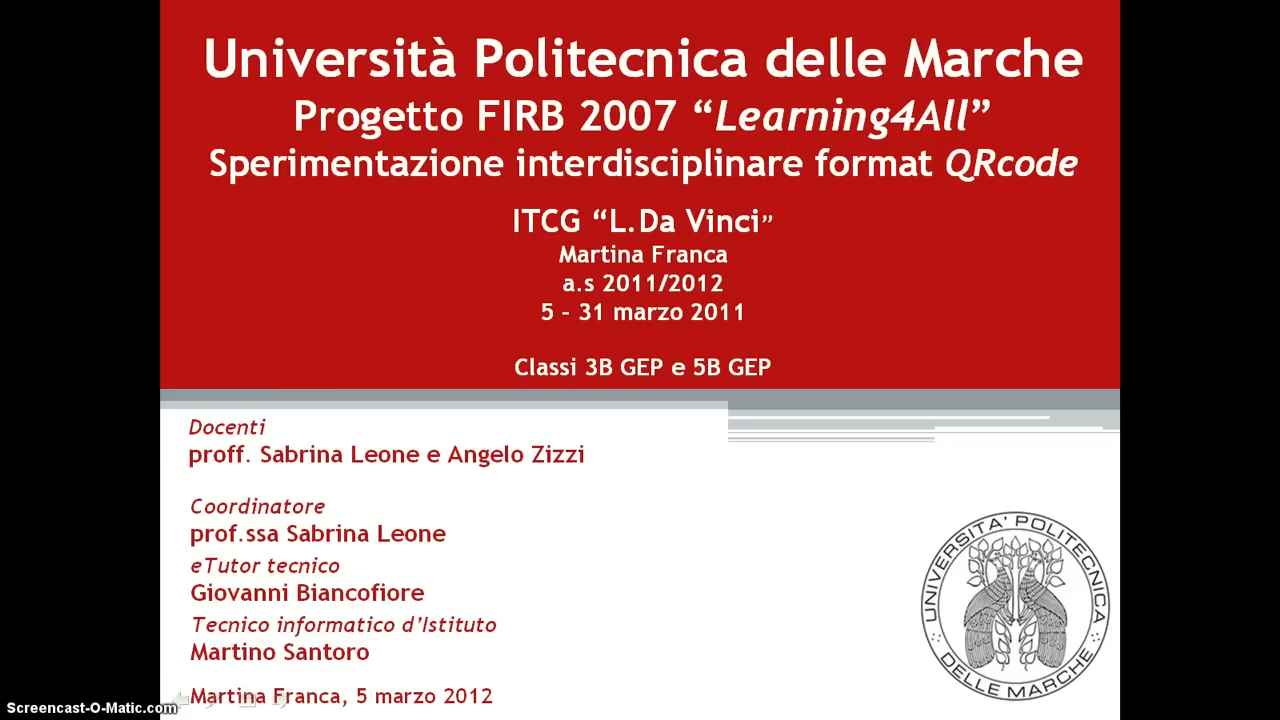 Università Politecnica delle Marche
Progetto FIRB 2007 “Learning4All”
Sperimentazione interdisciplinare format QRcode
ITCG “L.Da Vinci”
Martina Franca
a.s 2011/2012
5 – 31 marzo 2011
Classi 3B GEP e 5B GEP
Docenti
proff. Sabrina Leone e Angelo Zizzi
Coordinatore
prof.ssa Sabrina Leone
eTutor tecnico
Giovanni Biancofiore
Tecnico informatico d’Istituto
Martino Santoro
Martina Franca, 5 marzo 2012
UNIVERSITA’ POLITECNICA
DELLE MARCHE
Screencast-O-Matic.com